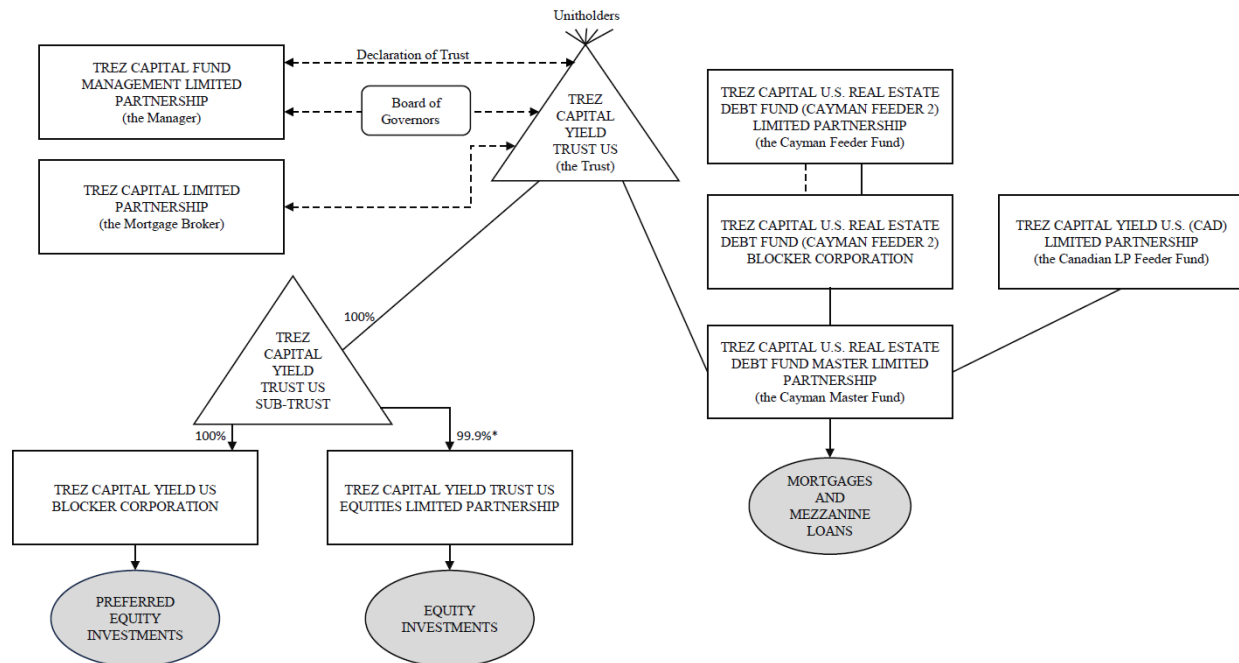 Unitholders
Declaration of Trust
TREZ CAPITAL FUND
MANAGEMENT LIMITED
PARTNERSHIP
(the Manager)
Board of
Governors
TREZ
CAPITAL
YIELD
TRUST US
(the Trust)
TREZ CAPITAL U.S. REAL ESTATE
DEBT FUND (CAYMAN FEEDER 2)
LIMITED PARTNERSHIP
(the Cayman Feeder Fund)
TREZ CAPITAL LIMITED
PARTNERSHIP
(the Mortgage Broker)
TREZ CAPITAL U.S. REAL ESTATE
DEBT FUND (CAYMAN FEEDER 2)
BLOCKER CORPORATION
TREZ CAPITAL YIELD U.S. (CAD)
LIMITED PARTNERSHIP
(the Canadian LP Feeder Fund)
100%
TREZ
CAPITAL
YIELD
TRUST US
SUB-TRUST
TREZ CAPITAL U.S. REAL ESTATE
DEBT FUND MASTER LIMITED
PARTNERSHIP
(the Cayman Master Fund)
100%
99.9%*
TREZ CAPITAL YIELD US
BLOCKER CORPORATION
TREZ CAPITAL YIELD TRUST US
EQUITIES LIMITED PARTNERSHIP
MORTGAGES
AND
MEZZANINE
LOANS
PREFERRED
EQUITY
INVESTMENTS
EQUITY
INVESTMENTS